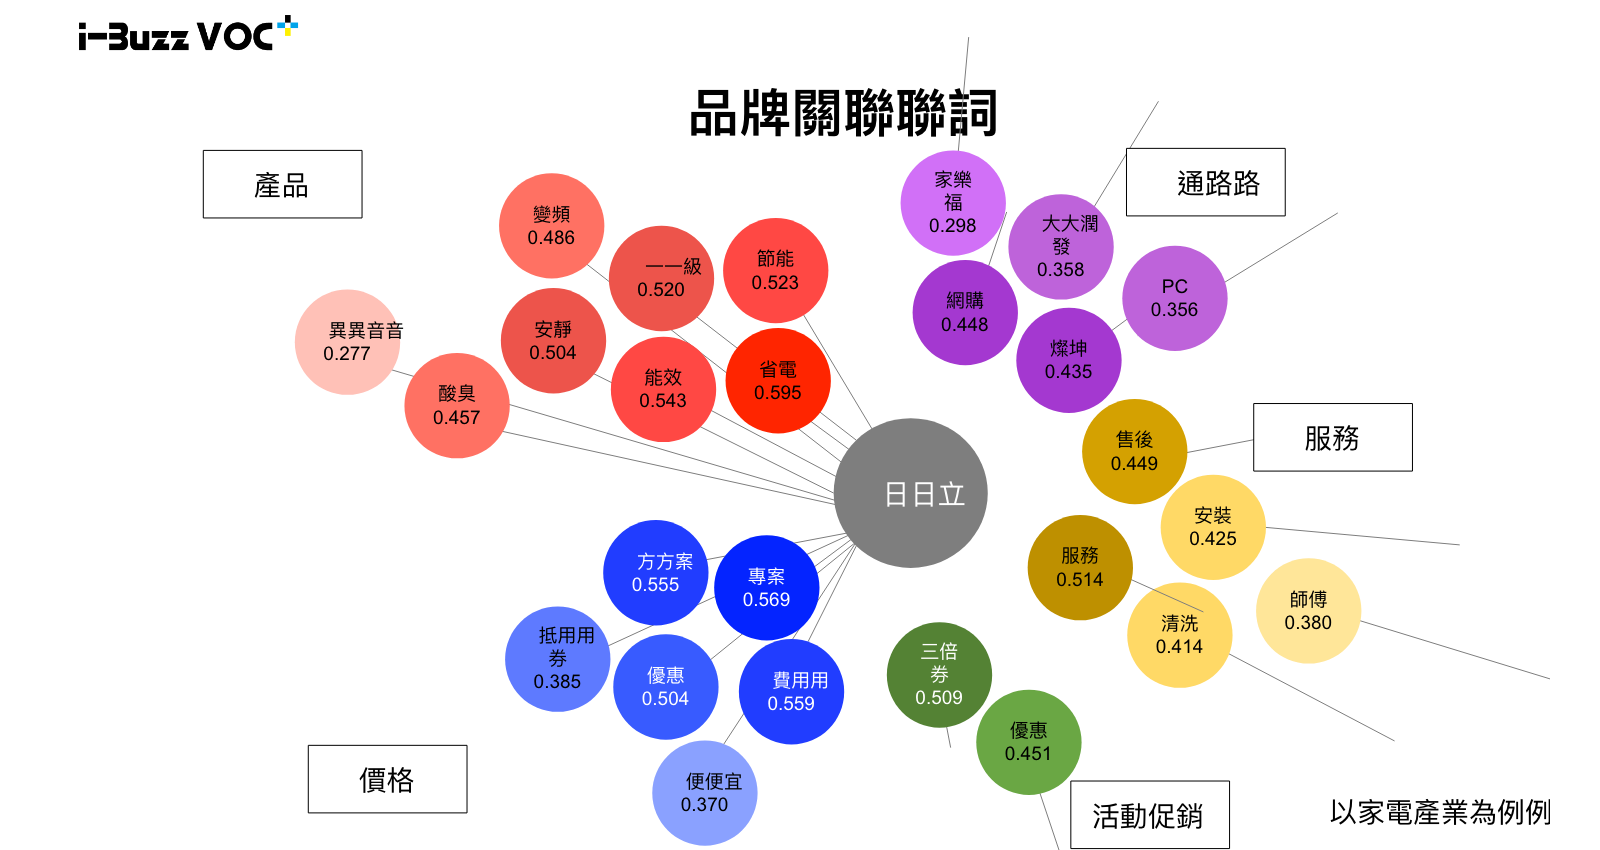 i-Buzz VOC
品牌關聯聯詞
產品
通路路
家樂
福
0.298
大大潤
發
0.358
變頻
0.486
一一級
0.520
節能
0.523
PC
0.356
網購
0.448
異異音音
0.277
安靜
0.504
燦坤
0.435
酸臭
0.457
能效
0.543
省電
0.595
售後
0.449
服務
日日立
安裝
0.425
服務
0.514
方方案
0.555
專案
0.569
師傅
0.380
清洗
0.414
抵用用
券
0.385
優惠
0.504
費用用
0.559
三倍
券
0.509
優惠
0.451
便便宜
0.370
價格
活動促銷
以家電產業為例例